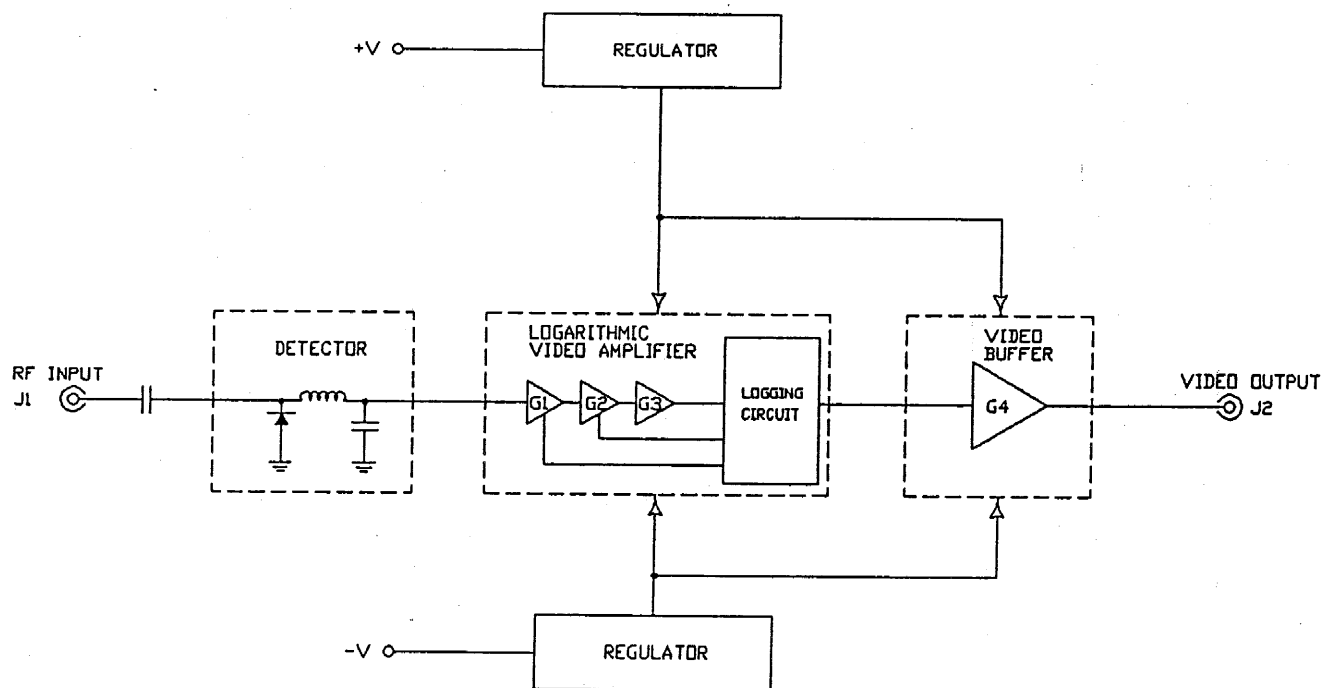 +V
REGULATOR
LOGARITHMIC
VIDEO AMPLIFIER
VIDEO
BUFFER
DETECTOR
RF INPUT
J1
G1
G2
G3
LOGGING
CIRCUIT
G4
VIDEO OUTPUT
J2
-V
REGULATOR